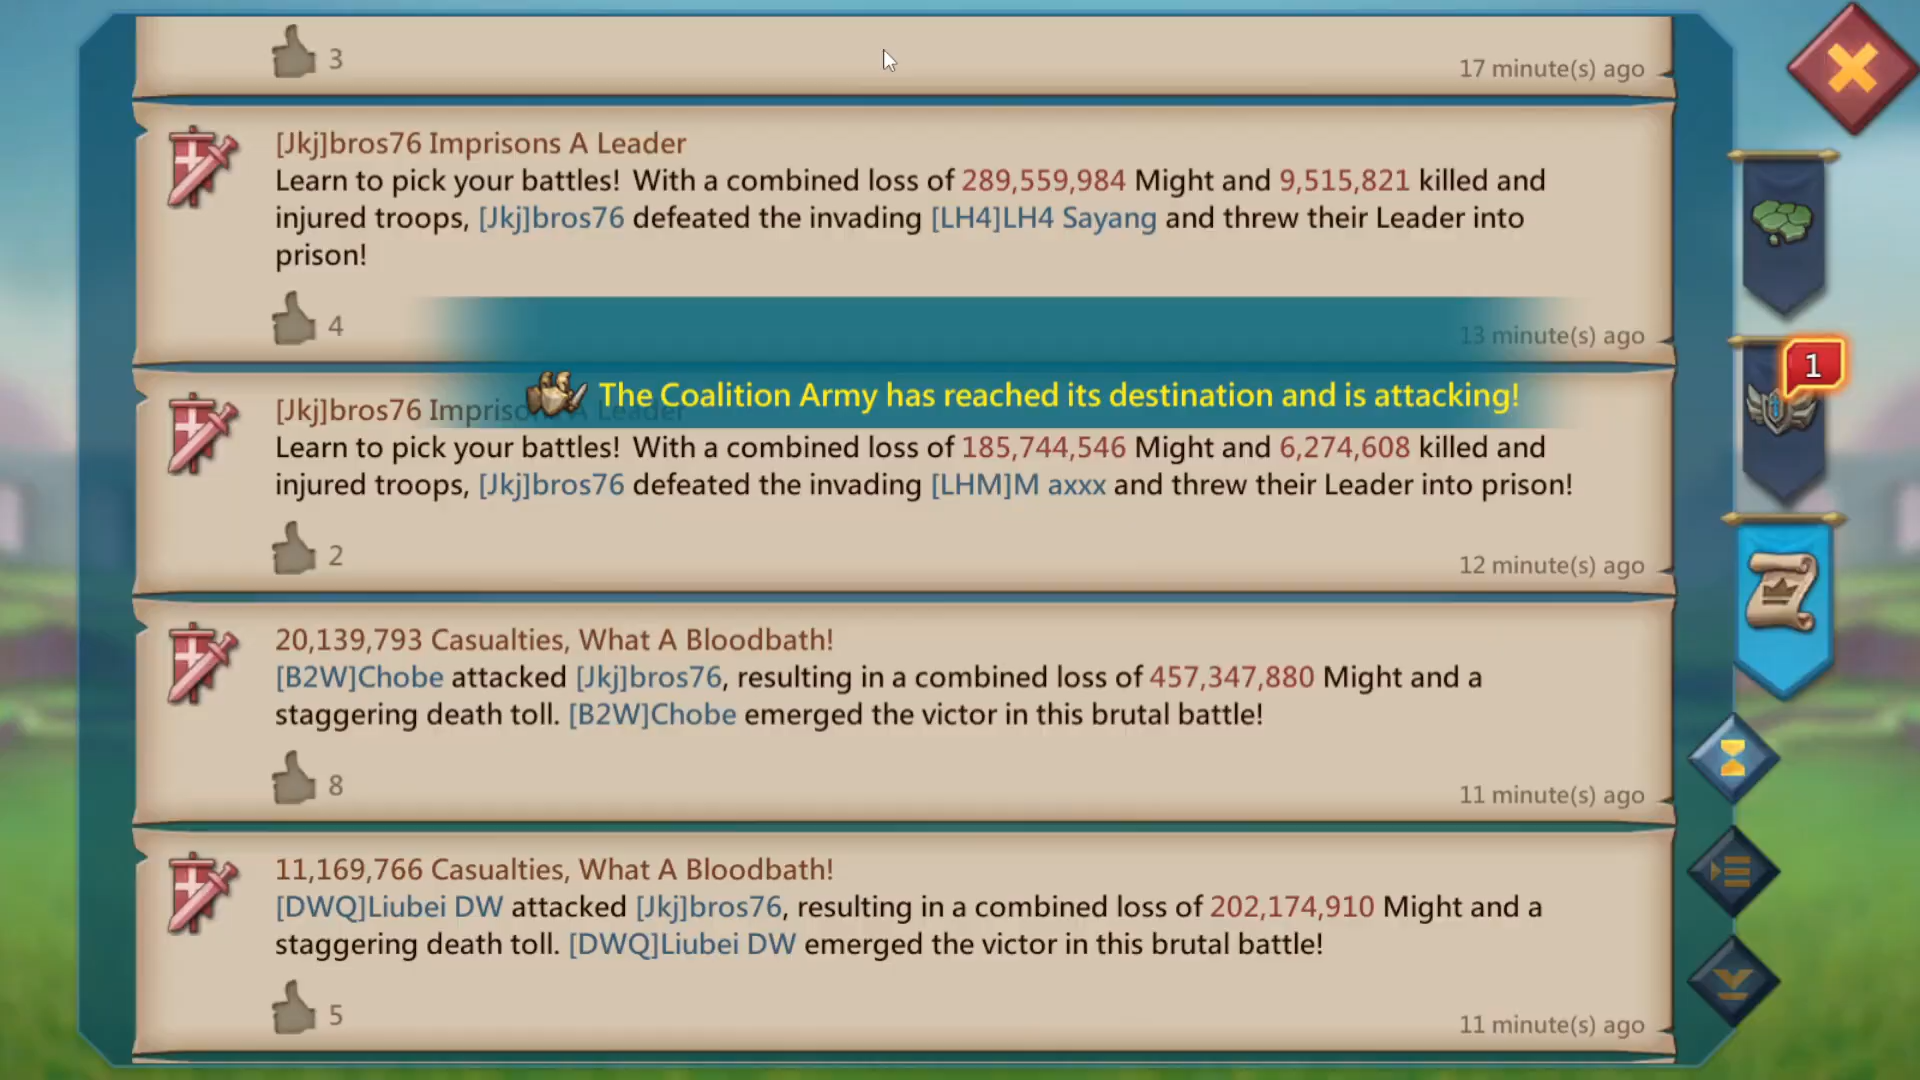 3
17 minute(s) ago
[Jkj]bros76 Imprisons A Leader
Learn to pick your battles! With a combined loss of 289,559,984 Might and 9,515,821 killed and
injured troops, [Jkj]bros76 defeated the invading [LH4]LH4 Sayang and threw their Leader into
prison!
4
13 minute(s) ago
The Coalition Army has reached its destination and is attacking!
[Jkj]bros76 Imprisons A Leader
Learn to pick your battles! With a combined loss of 185,744,546 Might and 6,274,608 killed and
injured troops, [Jkj]bros76 defeated the invading [LHM]M axxx and threw their Leader into prison!
2
12 minute(s) ago
20,139,793 Casualties, What A Bloodbath!
[B2W]Chobe attacked [Jkj]bros76, resulting in a combined loss of 457,347,880 Might and a
staggering death toll. [B2W]Chobe emerged the victor in this brutal battle!
8
11 minute(s) ago
11,169,766 Casualties, What A Bloodbath!
[DWQ]Liubei DW attacked [Jkj]bros76, resulting in a combined loss of 202,174,910 Might and a
staggering death toll. [DWQ]Liubei DW emerged the victor in this brutal battle!
5
11 minute(s) ago
1